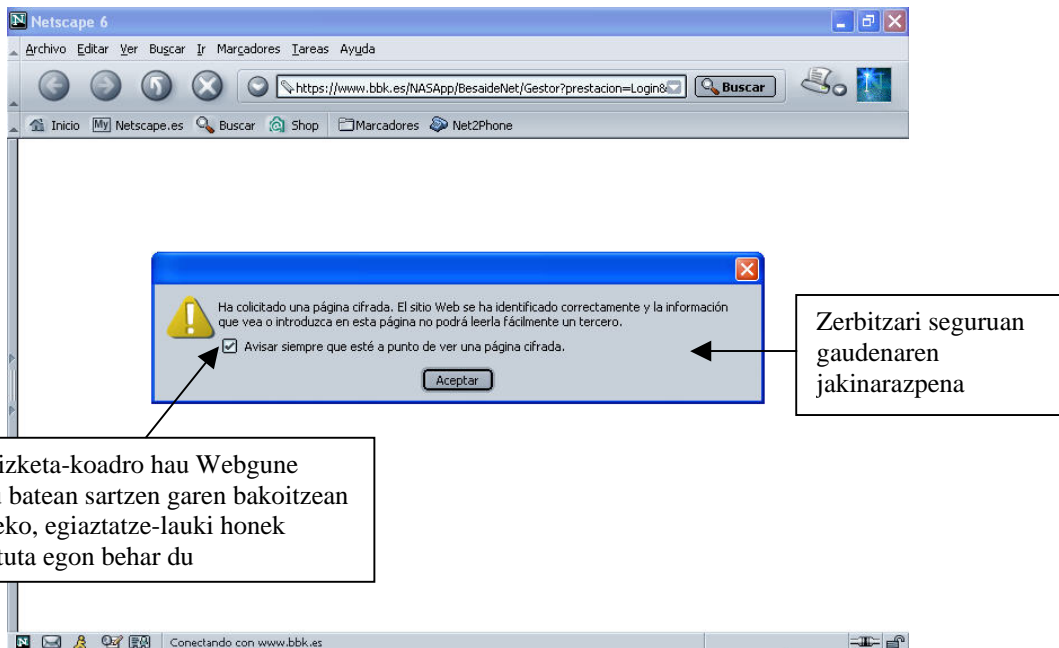 Netscape 6
Archivo Editar Ver Buscar Ir Marcadores Tareas Ayuda
https://www.bbk.es/NASApp/BesaideNet/Gestor?prestacion=Login& Buscar
Inicio My Netscape.es Buscar Shop Marcadores Net2Phone
Ha colicitado una página cifrada. El sitio Web se ha identificado correctamente y la información
que vea o introduzca en esta página no podrá leerla fácilmente un tercero.
Avisar siempre que esté a punto de ver una página cifrada.
Aceptar
Zerbitzari seguruan
gaudenaren
jakinarazpena
izketa-koadro hau Webgune
batean sartzen garen bakoitzean
eko, egiaztatze-lauki honek
tuta egon behar du
Conectando con www.bbk.es